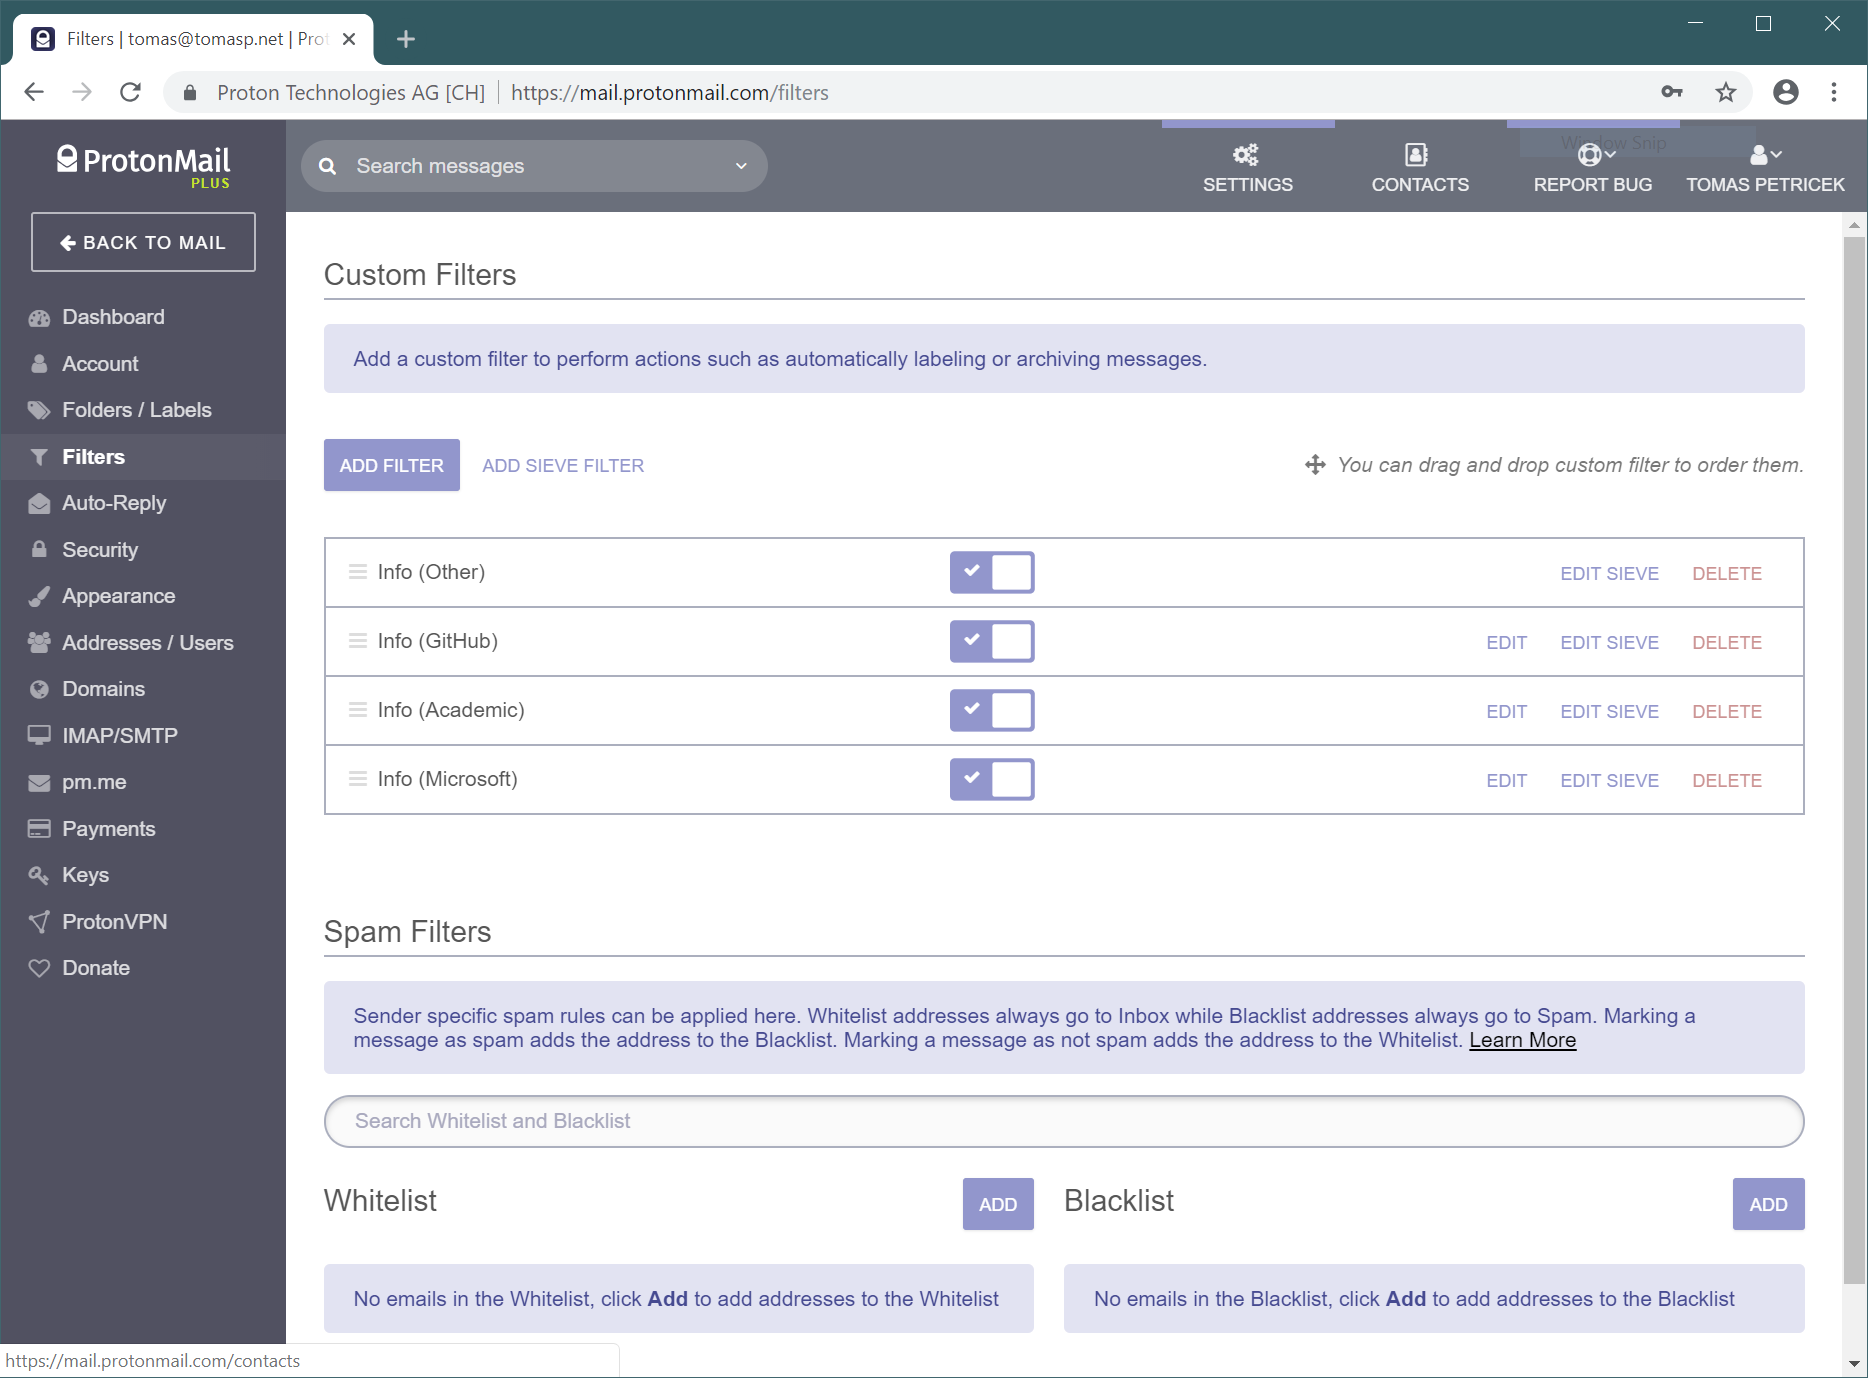 Filters | tomas@tomasp.net | Pro
Proton Technologies AG [CH] https://mail.protonmail.com/filters
ProtonMail
PLUS
Search messages
SETTINGS
CONTACTS
Window Snip
REPORT BUG
TOMAS PETRICEK
BACK TO MAIL
Dashboard
Account
Folders / Labels
Filters
Auto-Reply
Security
Appearance
Addresses / Users
Domains
IMAP/SMTP
pm.me
Payments
Keys
ProtonVPN
Donate
Custom Filters
Add a custom filter to perform actions such as automatically labeling or archiving messages.
ADD FILTER ADD SIEVE FILTER You can drag and drop custom filter to order them.
Info (Other) EDIT SIEVE DELETE
Info (GitHub) EDIT EDIT SIEVE DELETE
Info (Academic) EDIT EDIT SIEVE DELETE
Info (Microsoft) EDIT EDIT SIEVE DELETE
Spam Filters
Sender specific spam rules can be applied here. Whitelist addresses always go to Inbox while Blacklist addresses always go to Spam. Marking a
message as spam adds the address to the Blacklist. Marking a message as not spam adds the address to the Whitelist. Learn More
Search Whitelist and Blacklist
Whitelist ADD
No emails in the Whitelist, click Add to add addresses to the Whitelist
Blacklist ADD
No emails in the Blacklist, click Add to add addresses to the Blacklist
https://mail.protonmail.com/contacts